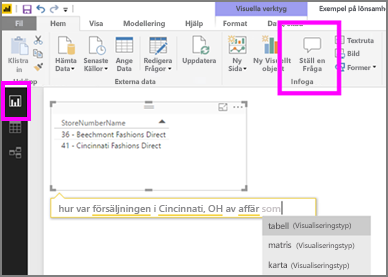 Visuella verktyg
Exempel på lönsamh
Fil
Hem
Visa
Modellering
Hjälp
Format
Da
Klistra in
Hämta Data
Senaste Källor
Ange Data
Redigera Frågor
Uppdatera
Ny Sida
Ny Visuellt objekt
Ställ en Fråga
Textruta
Bild
Former
Urklipp
Externa data
Infoga
StoreNumberName
36 - Beechmont Fashions Direct
41 - Cincinnati Fashions Direct
hur var försäljningen i Cincinnati, OH av affär som
tabell (Visualiseringstyp)
matris (Visualiseringstyp)
karta (Visualiseringstyp)